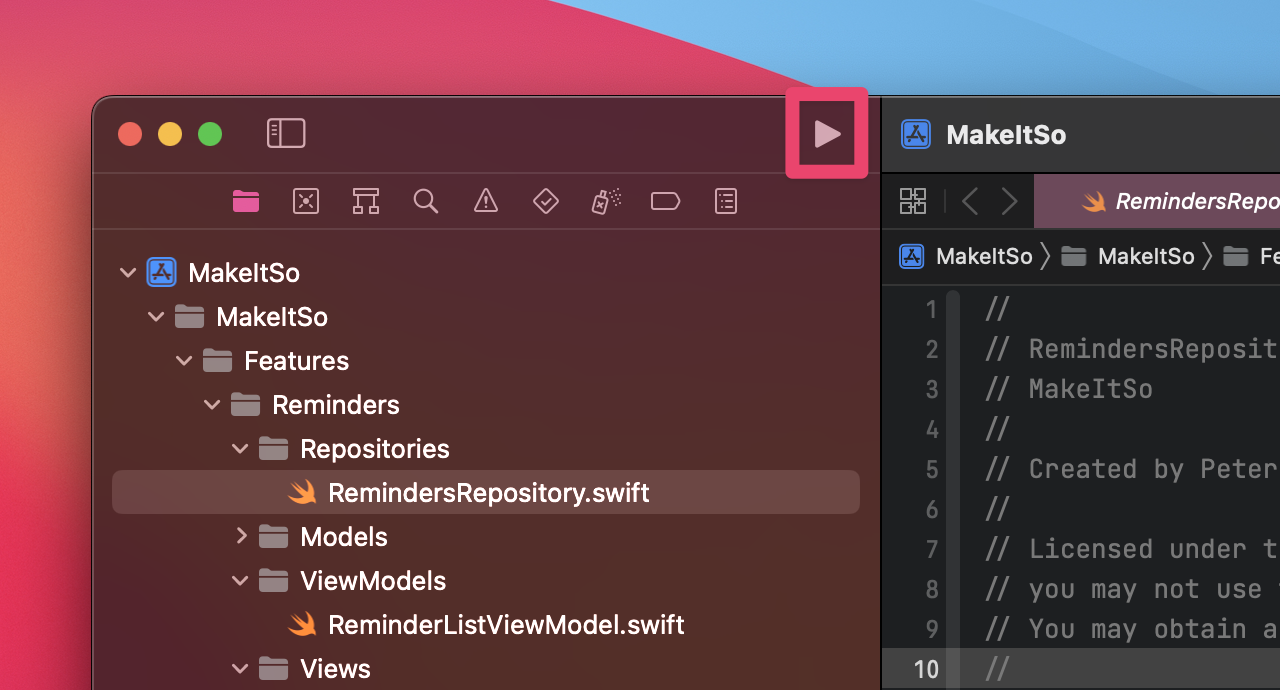 MakeItSo
MakeItSo
Features
Reminders
Repositories
RemindersRepository.swift
Models
ViewModels
ReminderListViewModel.swift
Views
MakeItSo
RemindersRepo
MakeItSo 〉 MakeItSo 〉 Fe
1 //
2 // RemindersReposit
3 // MakeItSo
4 //
5 // Created by Peter
6 //
7 // Licensed under t
8 // you may not use
9 // You may obtain a
10 //